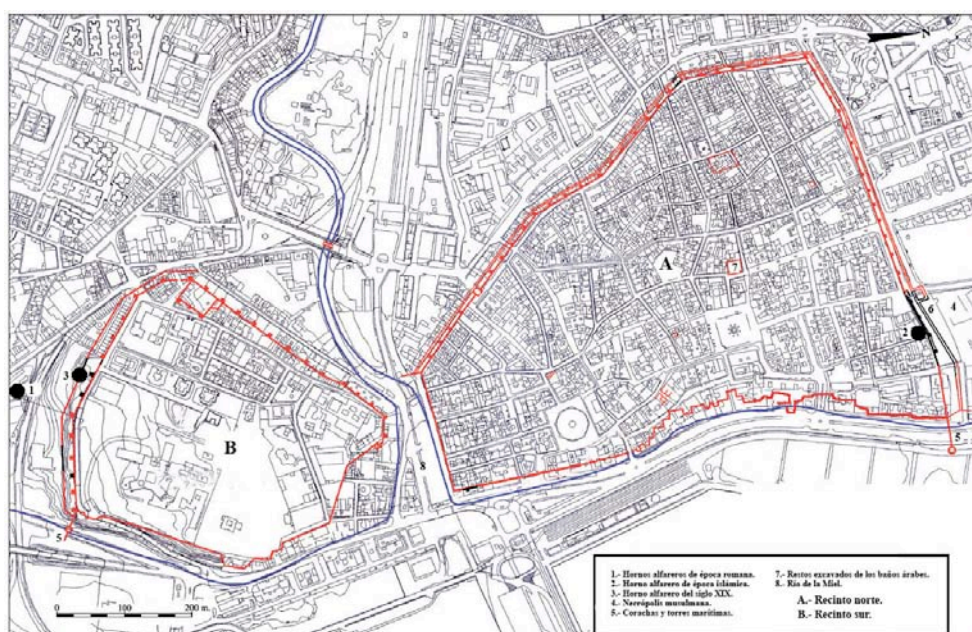 N
A
7
6
4
2
3
1
B
8
5
5
0 100 200 m.
1.- Hornos alfareros de época romana.
2.- Horno alfarero de época islámica.
3.- Horno alfarero del siglo XIX.
4.- Necrópolis musulmana.
5.- Corachas y torres marítimas.
7.- Restos excavados de los baños árabes.
8.- Río de la Miel.
A.- Recinto norte.
B.- Recinto sur.